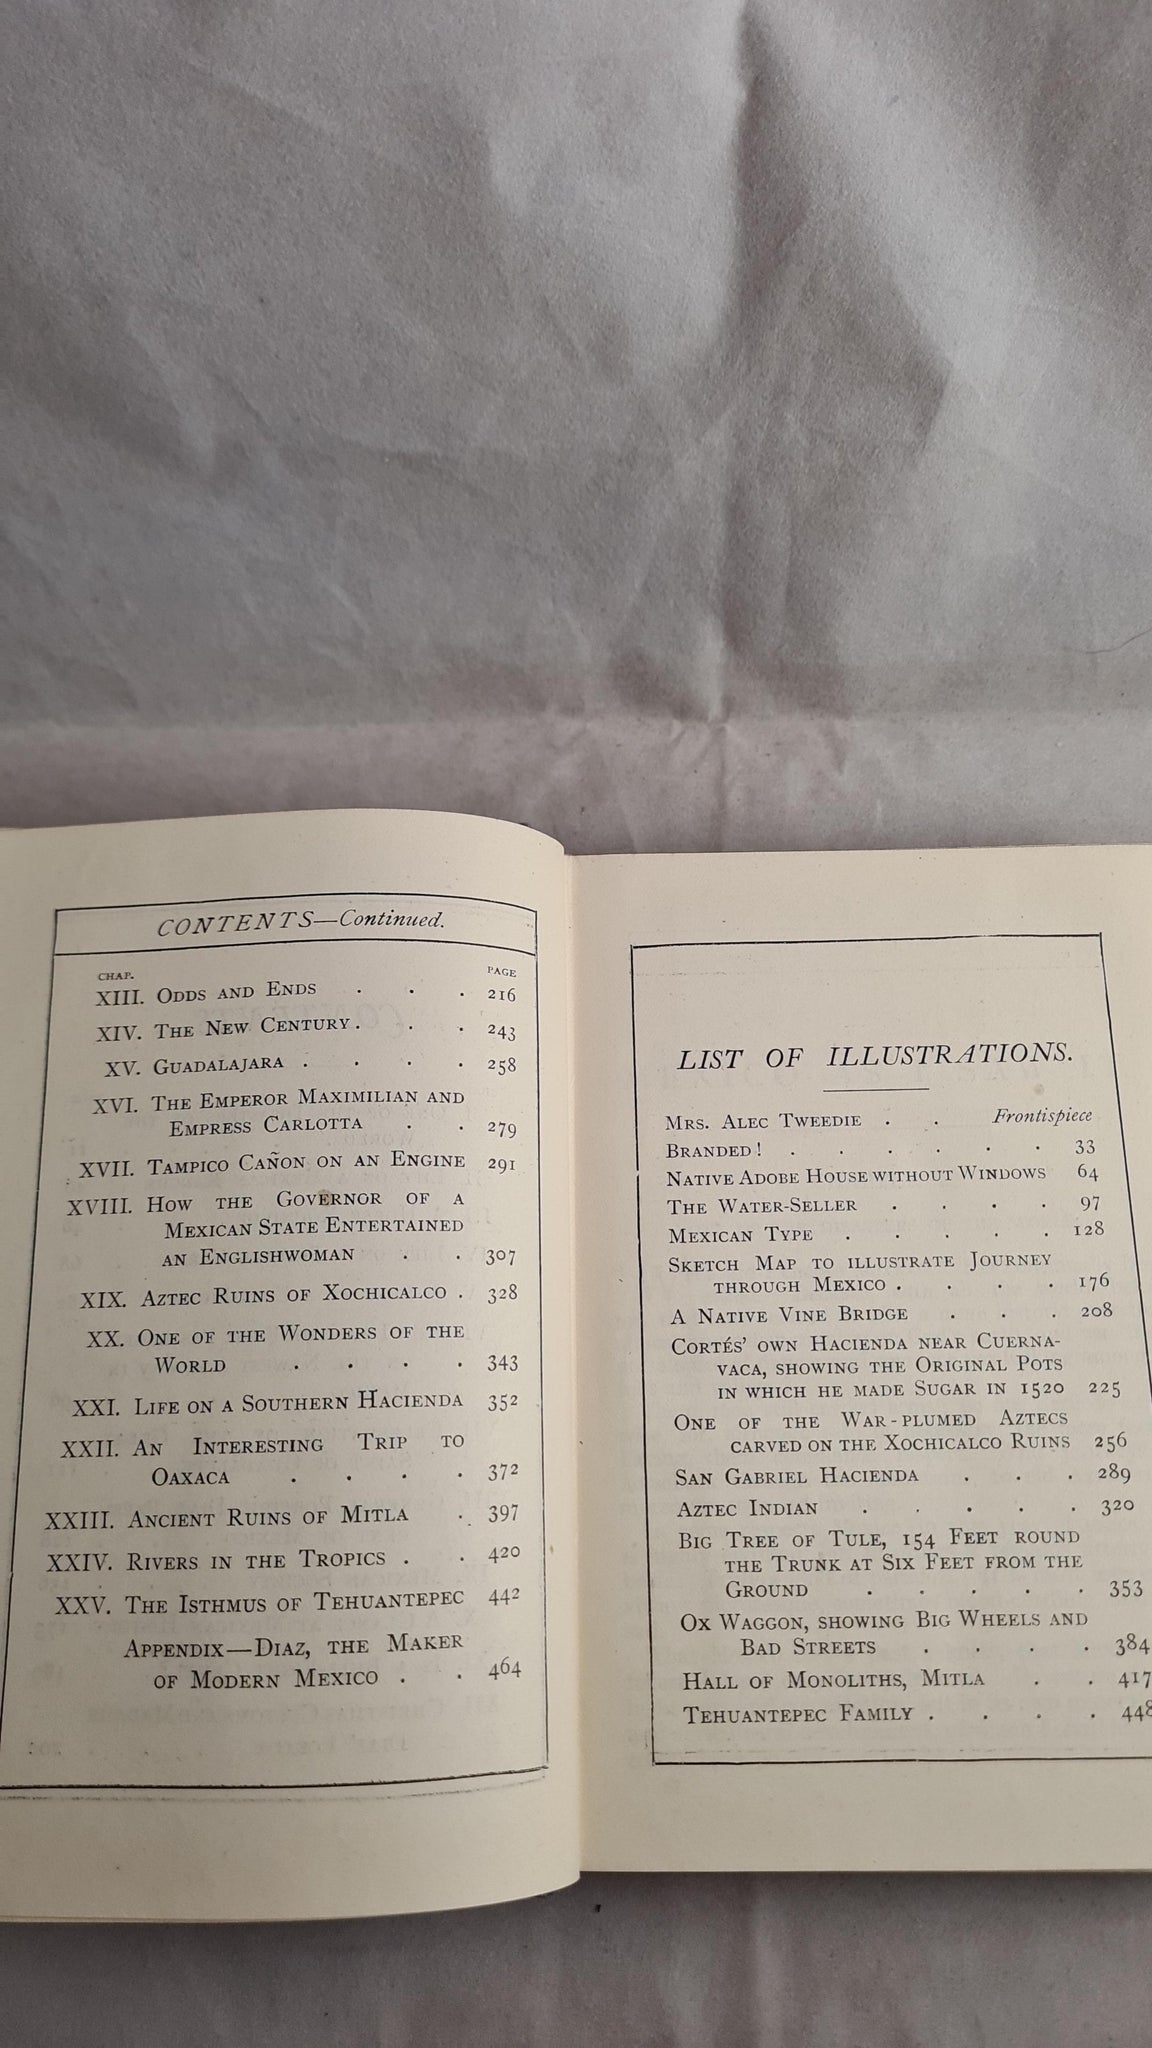 CONTENTS—Continued.
CHAP. PAGE
XIII. ODDS AND ENDS . . . 216
XIV. THE NEW CENTURY . . . 243
XV. GUADALAJARA . . . . 258
XVI. THE EMPEROR MAXIMILIAN AND
EMPRESS CARLOTTA . . 279
XVII. TAMPICO CAÑON ON AN ENGINE 291
XVIII. HOW THE GOVERNOR OF A
MEXICAN STATE ENTERTAINED
AN ENGLISHWOMAN . . 307
XIX. AZTEC RUINS OF XOCHICALCO . 328
XX. ONE OF THE WONDERS OF THE
WORLD . . . . 343
XXI. LIFE ON A SOUTHERN HACIENDA 352
XXII. AN INTERESTING TRIP TO
OAXACA . . . . 372
XXIII. ANCIENT RUINS OF MITLA . 397
XXIV. RIVERS IN THE TROPICS . . 420
XXV. THE ISTHMUS OF TEHUANTEPEC 442
APPENDIX—DIAZ, THE MAKER
OF MODERN MEXICO . . 464
LIST OF ILLUSTRATIONS.
MRS. ALEC TWEEDIE . . Frontispiece
BRANDED! . . . . . . 33
NATIVE ADOBE HOUSE WITHOUT WINDOWS 64
THE WATER-SELLER . . . . 97
MEXICAN TYPE . . . . . 128
SKETCH MAP TO ILLUSTRATE JOURNEY
THROUGH MEXICO . . . . 176
A NATIVE VINE BRIDGE . . . 208
CORTÉS' OWN HACIENDA NEAR CUERNA-
VACA, SHOWING THE ORIGINAL POTS
IN WHICH HE MADE SUGAR IN 1520 225
ONE OF THE WAR-PLUMED AZTECS
CARVED ON THE XOCHICALCO RUINS 256
SAN GABRIEL HACIENDA . . . 289
AZTEC INDIAN . . . . . 320
BIG TREE OF TULE, 154 FEET ROUND
THE TRUNK AT SIX FEET FROM THE
GROUND . . . . . 353
OX WAGGON, SHOWING BIG WHEELS AND
BAD STREETS . . . . 384
HALL OF MONOLITHS, MITLA . . 417
TEHUANTEPEC FAMILY . . . . 448